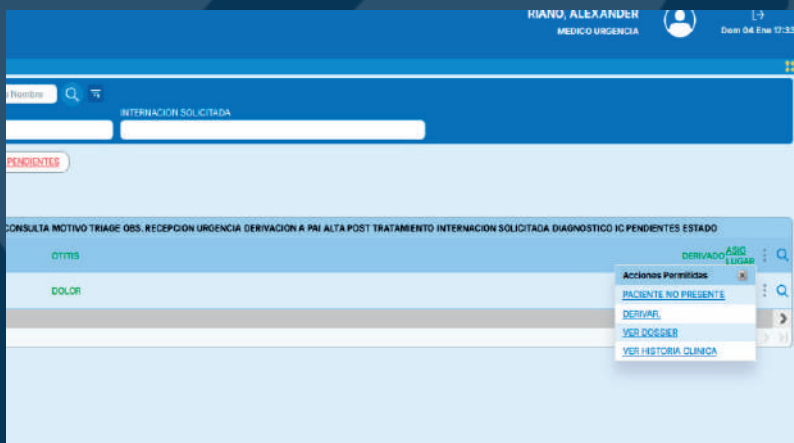 RIANO, ALEXANDER
MEDICO URGENCIA
Dom 04 Ene 17:33
Nombre
INTERNACION SOLICITADA
PENDIENTES
CONSULTA MOTIVO TRIAGE OBS. RECEPCION URGENCIA DERIVACION A PAI ALTA POST TRATAMIENTO INTERNACION SOLICITADA DIAGNOSTICO IC PENDIENTES ESTADO
OTITIS DERIVADO ASIG LUGAR
Acciones Permitidas
PACIENTE NO PRESENTE
DOLOR
DERIVAR.
VER DOSSIER
VER HISTORIA CLINICA